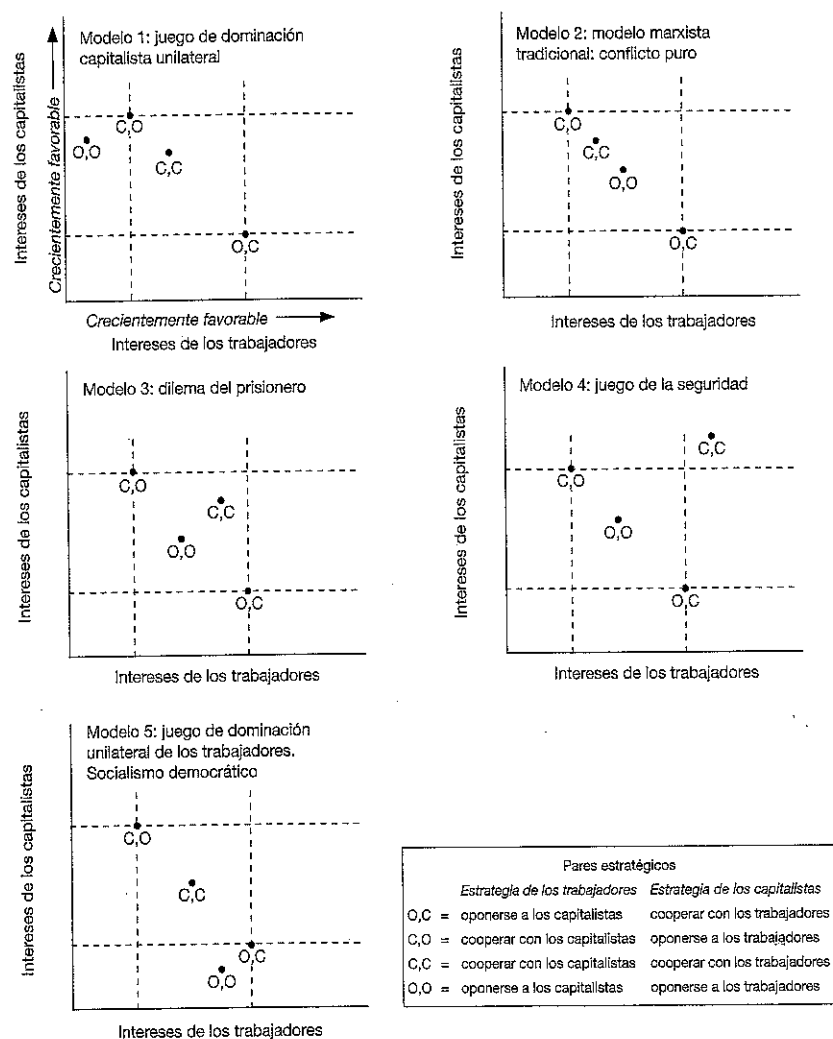 Modelo 1: juego de dominación
capitalista unilateral
Intereses de los capitalistas
Crecientemente favorable
C,O
O,O
C,C
O,C
Crecientemente favorable
Intereses de los trabajadores
Modelo 2: modelo marxista
tradicional: conflicto puro
Intereses de los capitalistas
C,O
C,C
O,O
O,C
Intereses de los trabajadores
Modelo 3: dilema del prisionero
Intereses de los capitalistas
C,O
C,C
O,O
O,C
Intereses de los trabajadores
Modelo 4: juego de la seguridad
Intereses de los capitalistas
C,C
C,O
O,O
O,C
Intereses de los trabajadores
Modelo 5: juego de dominación
unilateral de los trabajadores.
Socialismo democrático
Intereses de los capitalistas
C,O
C,C
O,C
O,O
Intereses de los trabajadores
Pares estratégicos
Estrategia de los trabajadores Estrategia de los capitalistas
O,C = oponerse a los capitalistas cooperar con los trabajadores
C,O = cooperar con los capitalistas oponerse a los trabajadores
C,C = cooperar con los capitalistas cooperar con los trabajadores
O,O = oponerse a los capitalistas oponerse a los trabajadores